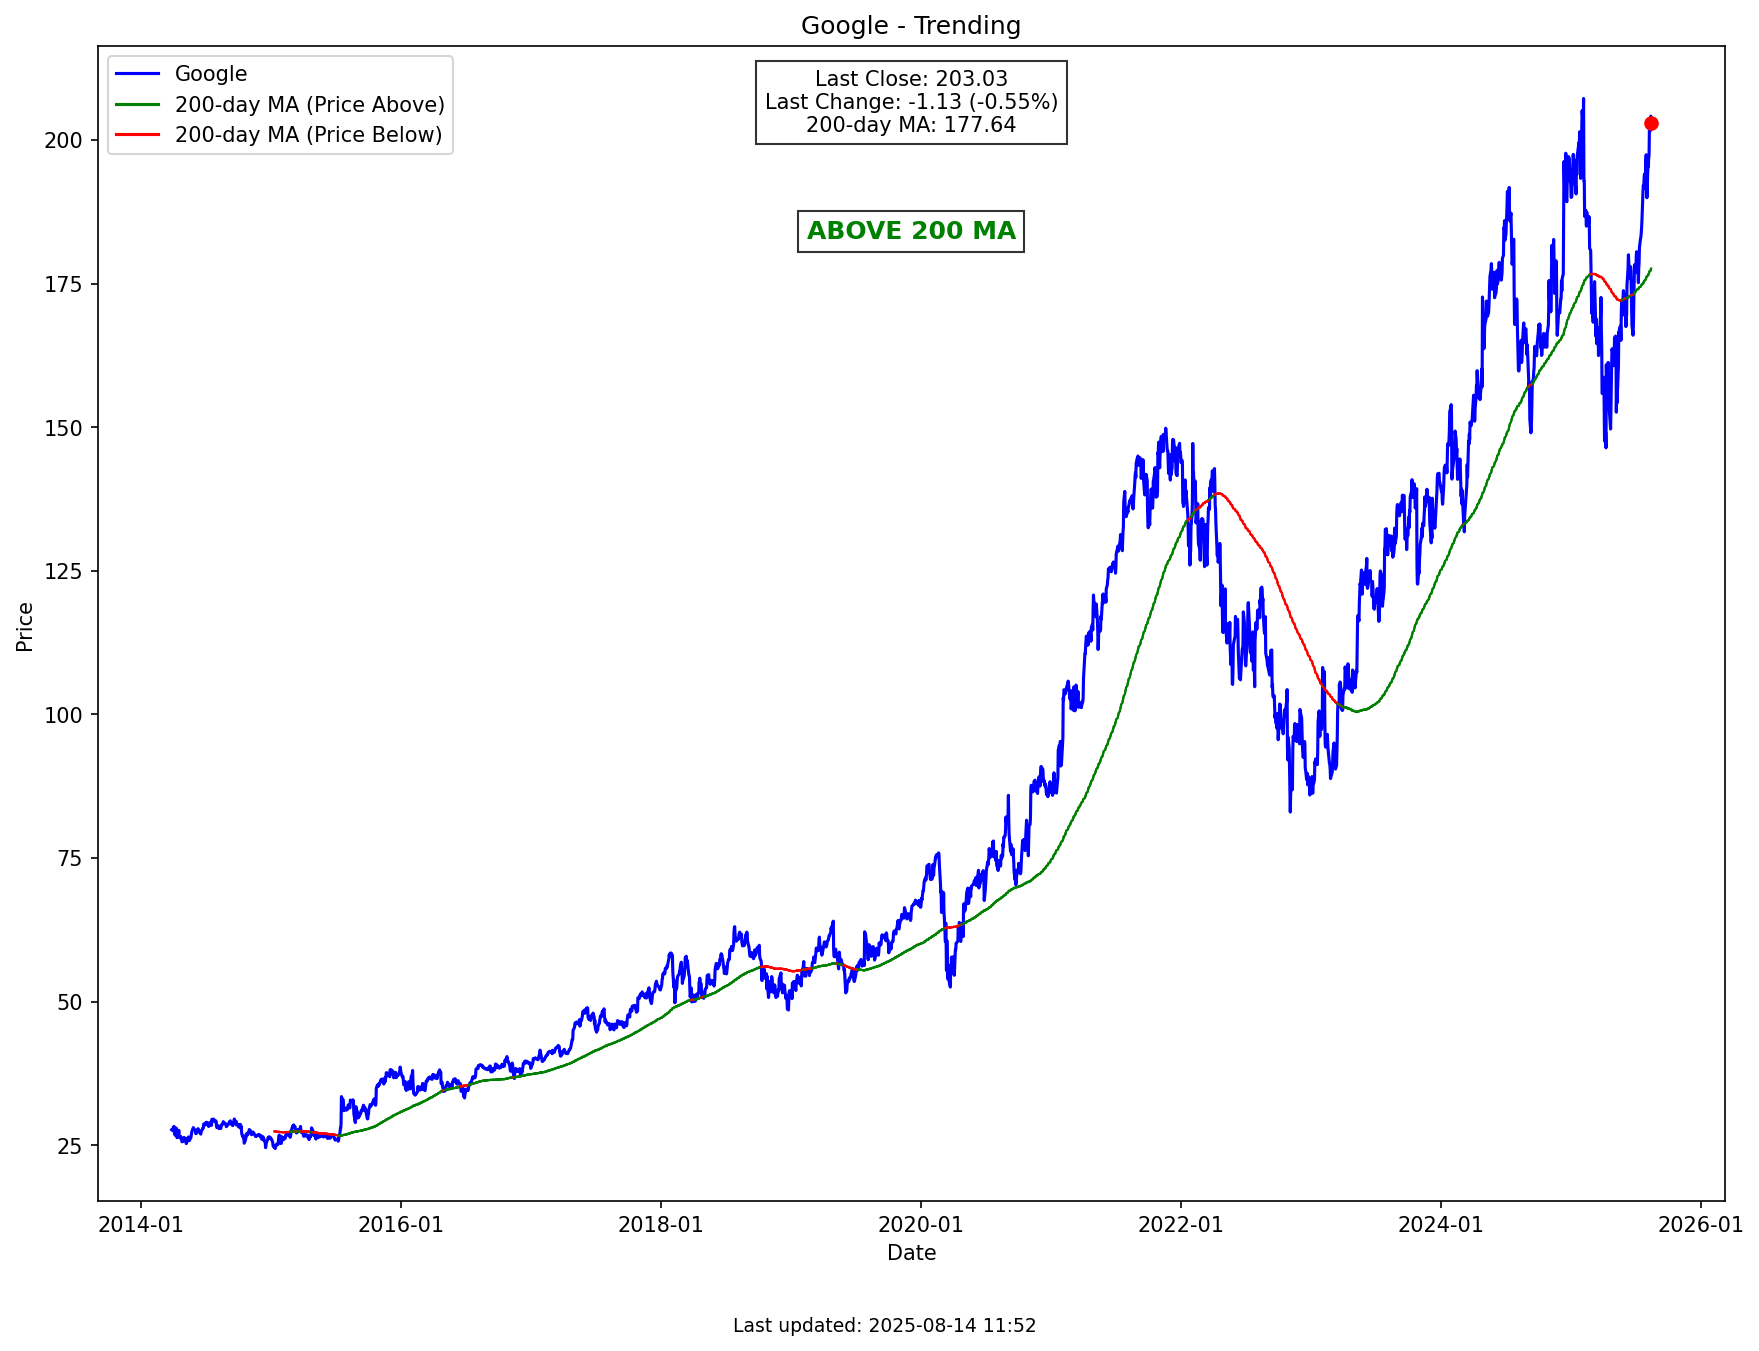 Google - Trending
Google
200-day MA (Price Above)
200-day MA (Price Below)
Last Close: 203.03
Last Change: -1.13 (-0.55%)
200-day MA: 177.64
ABOVE 200 MA
Price
200
175
150
125
100
75
50
25
2014-01
2016-01
2018-01
2020-01
2022-01
2024-01
2026-01
Date
Last updated: 2025-08-14 11:52